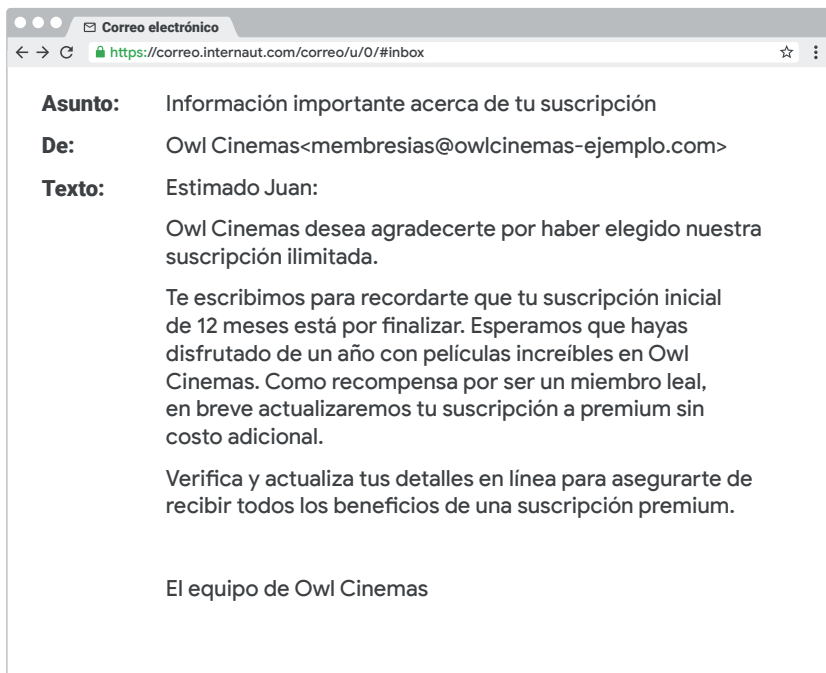 Correo electrónico
https://correo.internaut.com/correo/u/0/#inbox
Asunto: Información importante acerca de tu suscripción
De: Owl Cinemas<membresias@owlcinemas-ejemplo.com>
Texto: Estimado Juan:
Owl Cinemas desea agradecerte por haber elegido nuestra
suscripción ilimitada.
Te escribimos para recordarte que tu suscripción inicial
de 12 meses está por finalizar. Esperamos que hayas
disfrutado de un año con películas increíbles en Owl
Cinemas. Como recompensa por ser un miembro leal,
en breve actualizaremos tu suscripción a premium sin
costo adicional.
Verifica y actualiza tus detalles en línea para asegurarte de
recibir todos los beneficios de una suscripción premium.
El equipo de Owl Cinemas